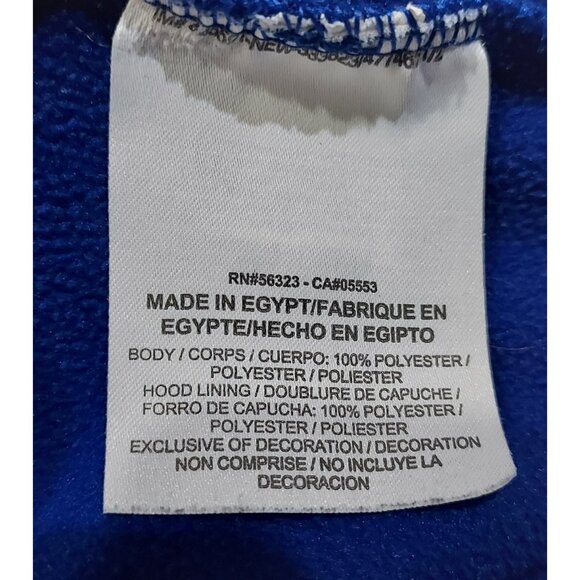 RN#56323 - CA#05553
MADE IN EGYPT/FABRIQUE EN
EGYPTE/HECHO EN EGIPTO
BODY / CORPS / CUERPO: 100% POLYESTER /
POLYESTER / POLIESTER
HOOD LINING / DOUBLURE DE CAPUCHE /
FORRO DE CAPUCHA: 100% POLYESTER /
POLYESTER / POLIESTER
EXCLUSIVE OF DECORATION / DECORATION
NON COMPRISE / NO INCLUYE LA
DECORACION